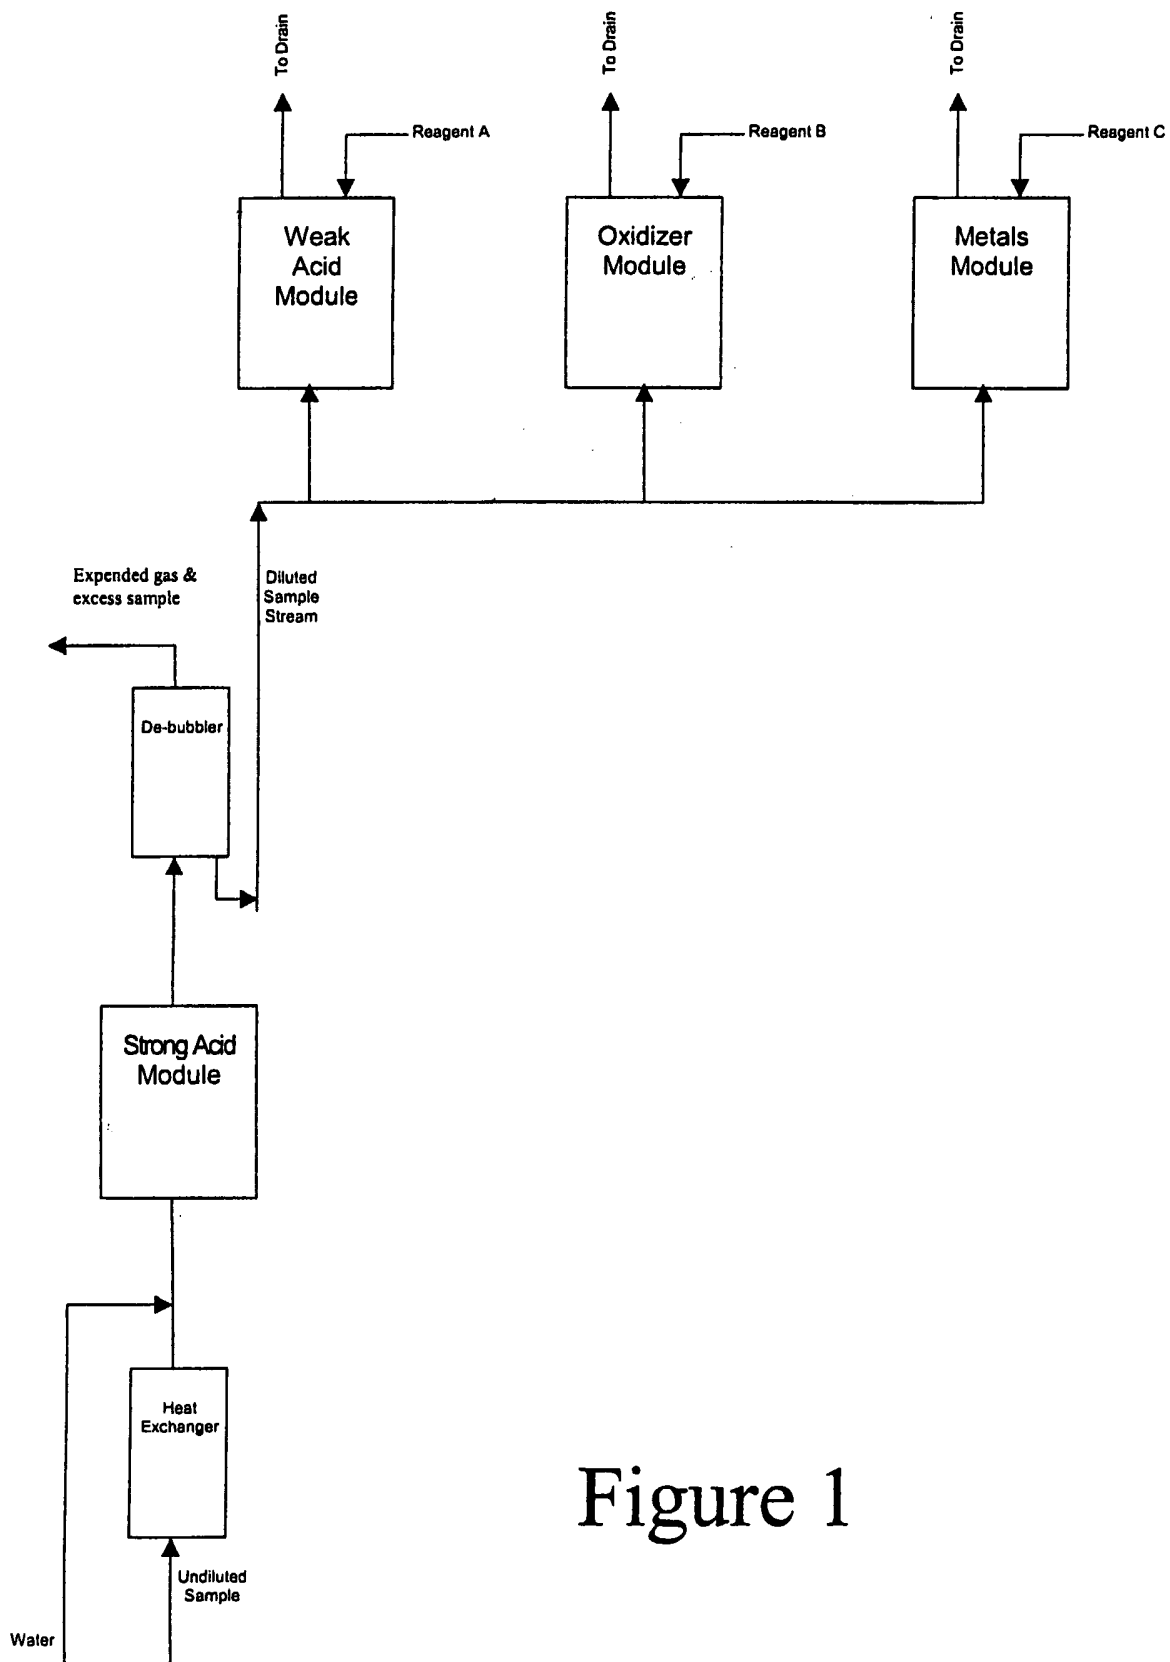 To Drain
To Drain
To Drain
Reagent A
Reagent B
Reagent C
Weak
Acid
Module
Oxidizer
Module
Metals
Module
Expended gas &
excess sample
Diluted
Sample
Stream
De-bubbler
Strong Acid
Module
Heat
Exchanger
Figure 1
Undiluted
Sample
Water